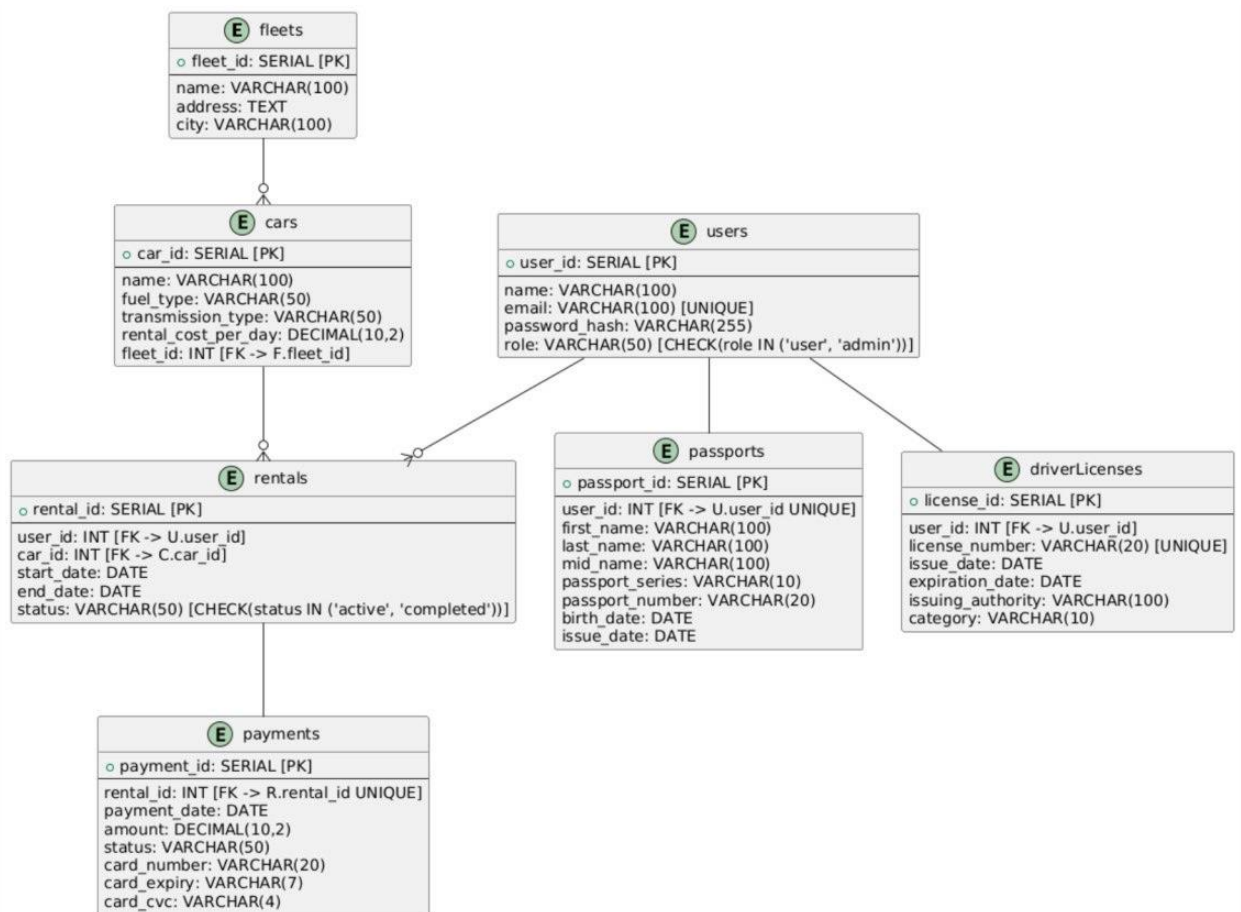 E fleets
fleet_id: SERIAL [PK]
name: VARCHAR(100)
address: TEXT
city: VARCHAR(100)
E cars
car_id: SERIAL [PK]
name: VARCHAR(100)
fuel_type: VARCHAR(50)
transmission_type: VARCHAR(50)
rental_cost_per_day: DECIMAL(10,2)
fleet_id: INT [FK -> F.fleet_id]
E users
user_id: SERIAL [PK]
name: VARCHAR(100)
email: VARCHAR(100) [UNIQUE]
password_hash: VARCHAR(255)
role: VARCHAR(50) [CHECK(role IN ('user', 'admin'))]
E rentals
rental_id: SERIAL [PK]
user_id: INT [FK -> U.user_id]
car_id: INT [FK -> C.car_id]
start_date: DATE
end_date: DATE
status: VARCHAR(50) [CHECK(status IN ('active', 'completed'))]
E passports
passport_id: SERIAL [PK]
user_id: INT [FK -> U.user_id UNIQUE]
first_name: VARCHAR(100)
last_name: VARCHAR(100)
mid_name: VARCHAR(100)
passport_series: VARCHAR(10)
passport_number: VARCHAR(20)
birth_date: DATE
issue_date: DATE
E driverLicenses
license_id: SERIAL [PK]
user_id: INT [FK -> U.user_id]
license_number: VARCHAR(20) [UNIQUE]
issue_date: DATE
expiration_date: DATE
issuing_authority: VARCHAR(100)
category: VARCHAR(10)
E payments
payment_id: SERIAL [PK]
rental_id: INT [FK -> R.rental_id UNIQUE]
payment_date: DATE
amount: DECIMAL(10,2)
status: VARCHAR(50)
card_number: VARCHAR(20)
card_expiry: VARCHAR(7)
card_cvc: VARCHAR(4)